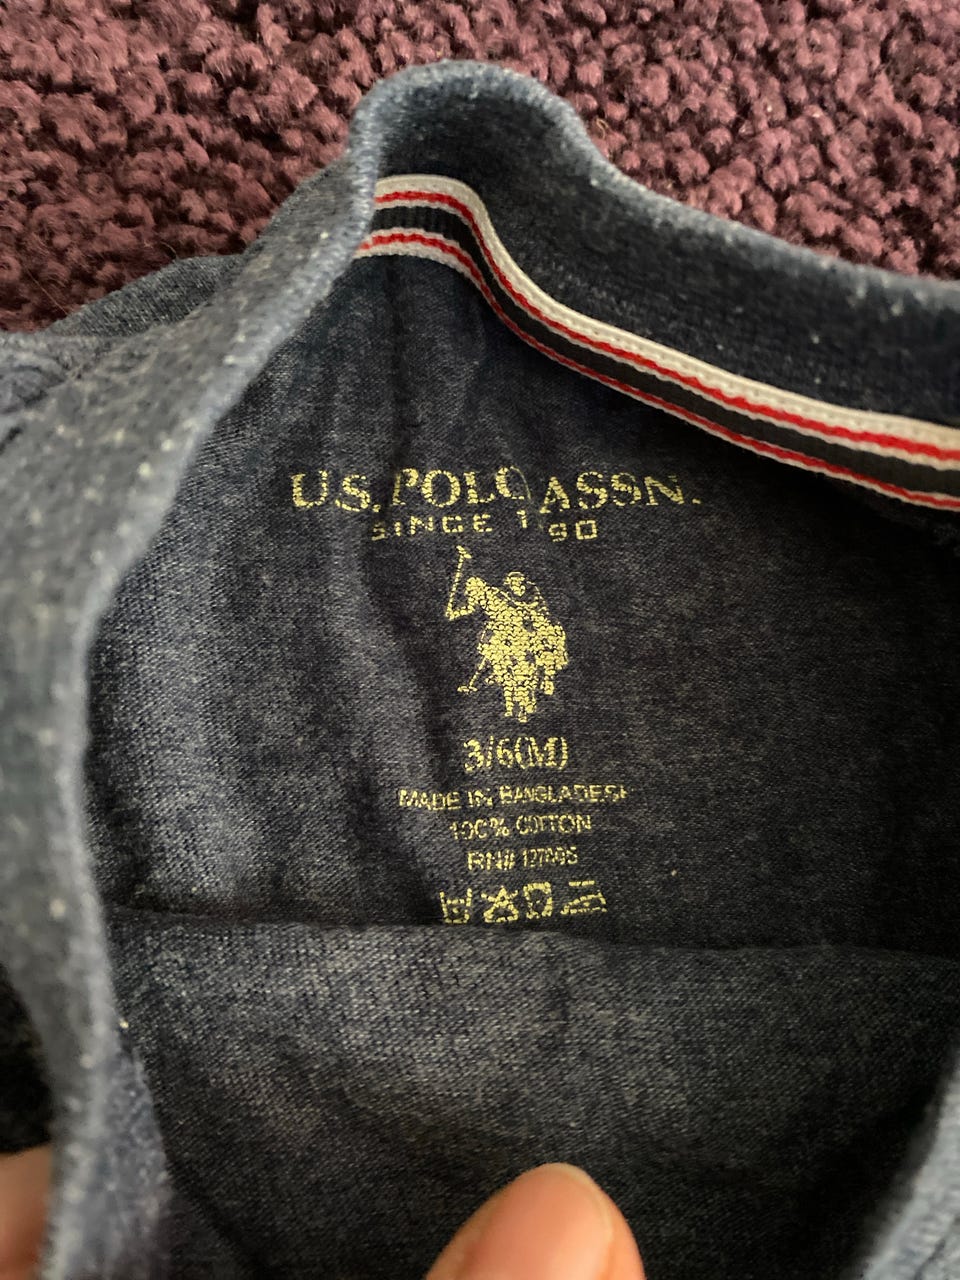 U.S. POLO ASSN.
SINCE 1 90
3/6(M)
MADE IN BANGLADESH
100% COTTON
RN#